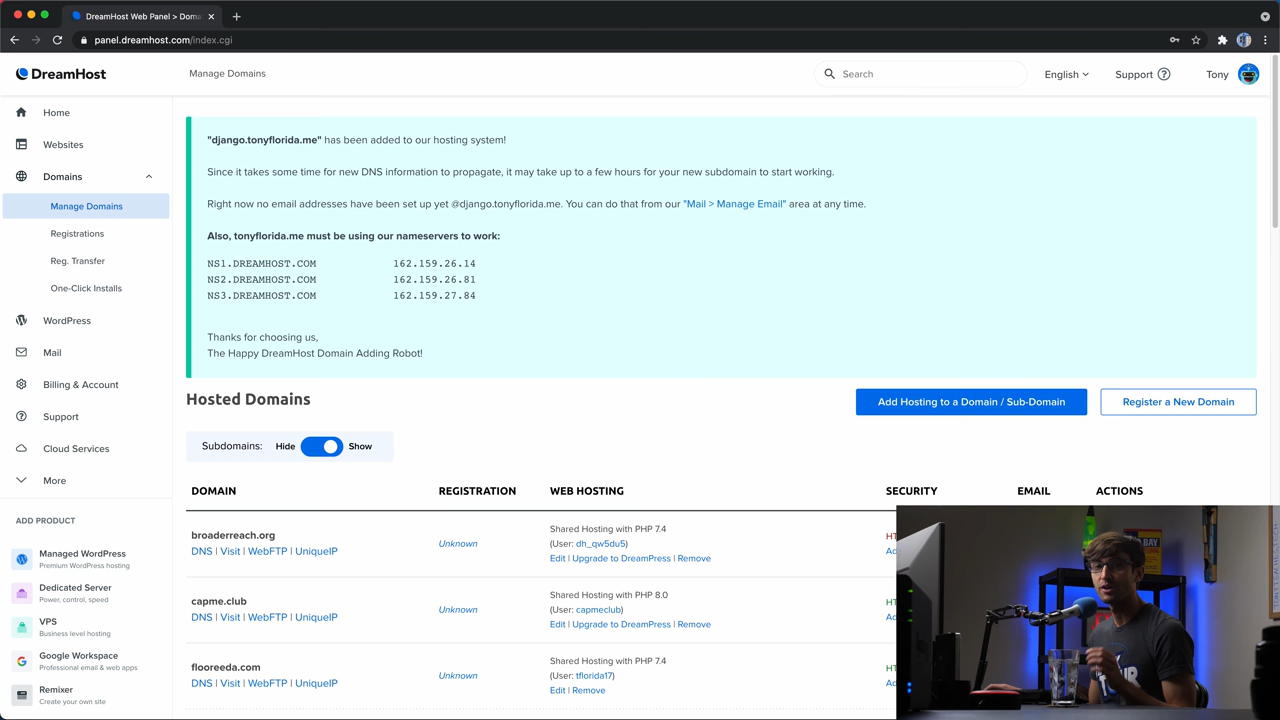 DreamHost Web Panel > Doma
panel.dreamhost.com/index.cgi
DreamHost
Manage Domains
Search
English
Support
Tony
Home
Websites
Domains
Manage Domains
Registrations
Reg. Transfer
One-Click Installs
WordPress
Mail
Billing & Account
Support
Cloud Services
More
ADD PRODUCT
Managed WordPress
Premium WordPress hosting
Dedicated Server
Power, control, speed
VPS
Business level hosting
Google Workspace
Professional email & web apps
Remixer
Create your own site
"django.tonyflorida.me" has been added to our hosting system!
Since it takes some time for new DNS information to propagate, it may take up to a few hours for your new subdomain to start working.
Right now no email addresses have been set up yet @django.tonyflorida.me. You can do that from our "Mail > Manage Email" area at any time.
Also, tonyflorida.me must be using our nameservers to work:
NS1.DREAMHOST.COM 162.159.26.14
NS2.DREAMHOST.COM 162.159.26.81
NS3.DREAMHOST.COM 162.159.27.84
Thanks for choosing us,
The Happy DreamHost Domain Adding Robot!
Hosted Domains
Add Hosting to a Domain / Sub-Domain
Register a New Domain
Subdomains: Hide Show
DOMAIN REGISTRATION WEB HOSTING SECURITY EMAIL ACTIONS
broaderreach.org
DNS | Visit | WebFTP | UniqueIP
Unknown
Shared Hosting with PHP 7.4
(User: dh_qw5du5)
Edit | Upgrade to DreamPress | Remove
HT
Ad
capme.club
DNS | Visit | WebFTP | UniqueIP
Unknown
Shared Hosting with PHP 8.0
(User: capmeclub)
Edit | Upgrade to DreamPress | Remove
HT
Ad
flooreeda.com
DNS | Visit | WebFTP | UniqueIP
Unknown
Shared Hosting with PHP 7.4
(User: tflorida17)
Edit | Remove
HT
Ad
BAY